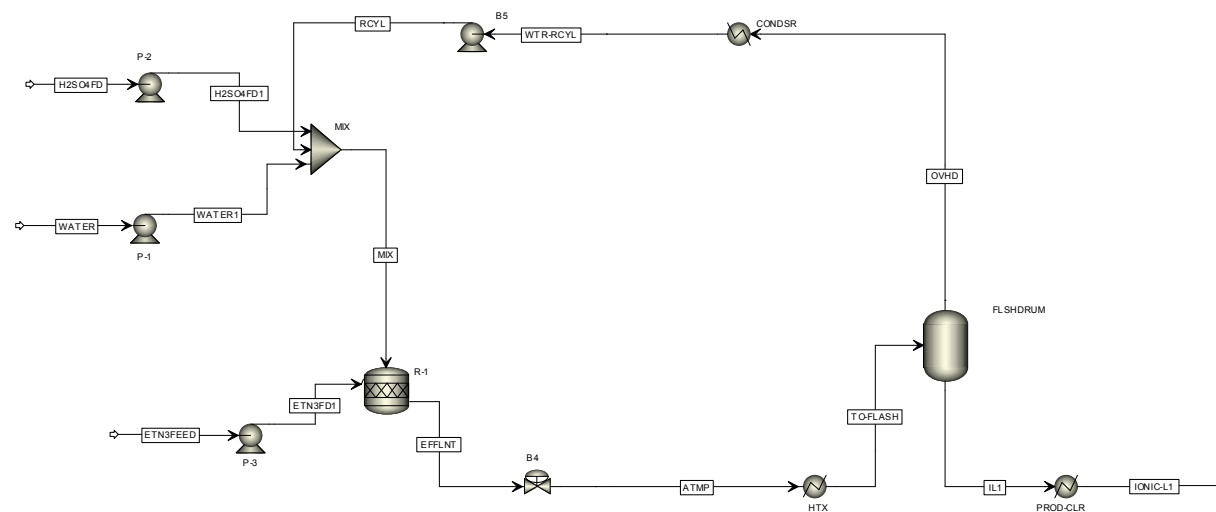 RCYL
B5
WTR-RCYL
CONDSR
P-2
H2SO4FD
H2SO4FD1
MIX
OVHD
WATER
WATER1
P-1
MIX
FLSHDRUM
R-1
ETN3FD1
ETN3FEED
P-3
EFFLNT
TO-FLASH
B4
ATMP
HTX
IL1
PROD-CLR
IONIC-L1